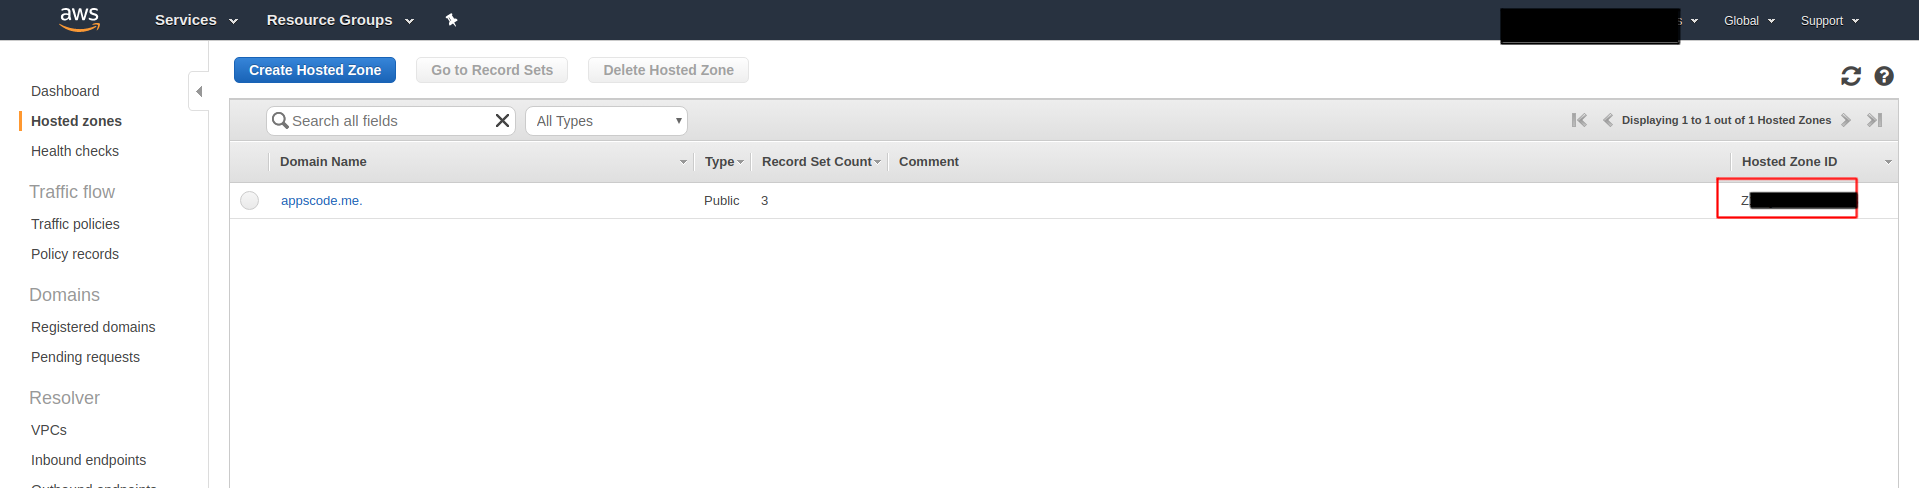 aws Services Resource Groups Global Support
Create Hosted Zone Go to Record Sets Delete Hosted Zone
Dashboard
Hosted zones
Health checks
Traffic flow
Traffic policies
Policy records
Domains
Registered domains
Pending requests
Resolver
VPCs
Inbound endpoints
Search all fields All Types Displaying 1 to 1 out of 1 Hosted Zones
Domain Name Type Record Set Count Comment Hosted Zone ID
appscode.me. Public 3 Z